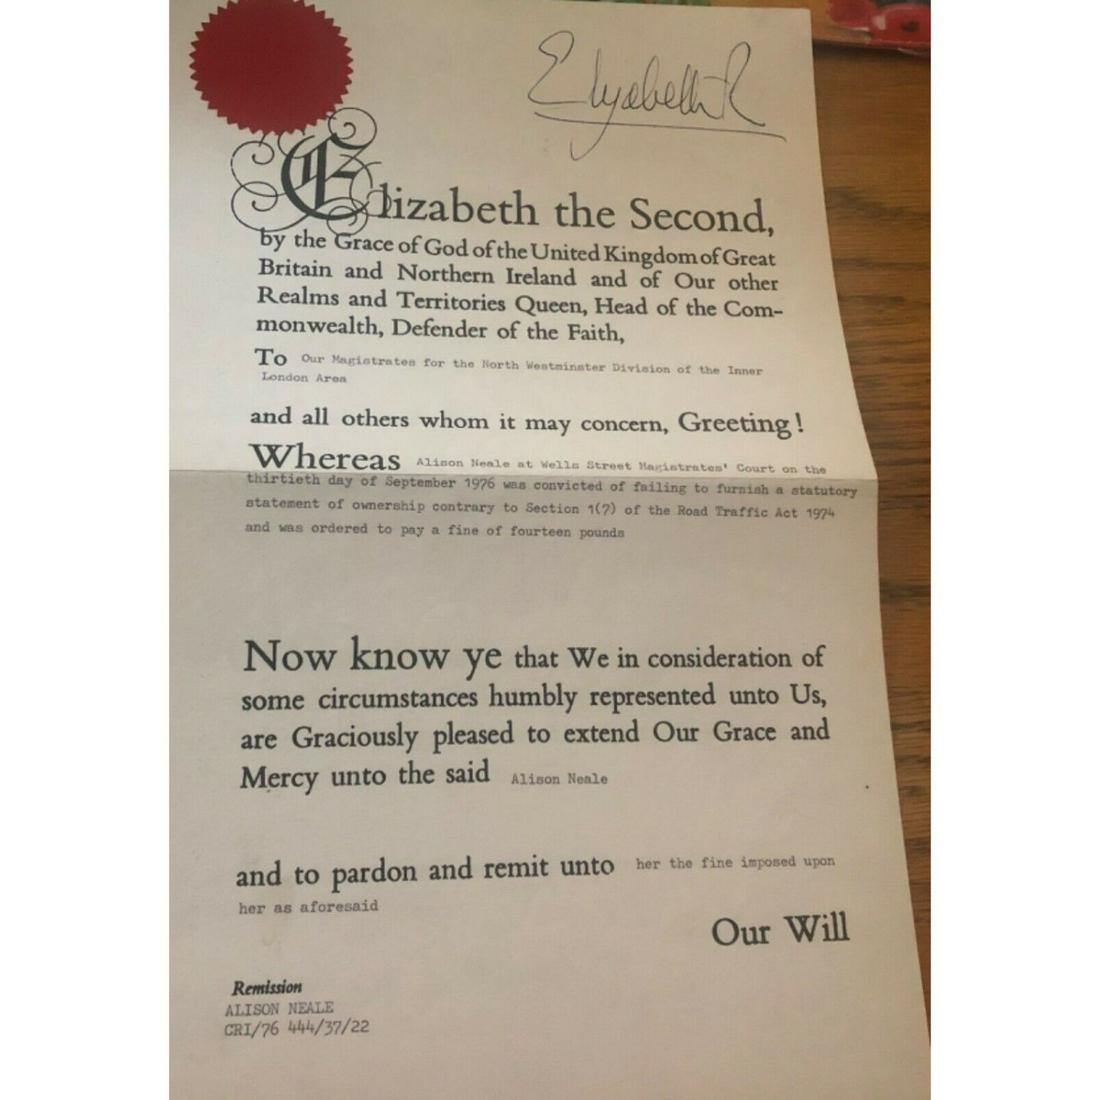 Elizabeth R
Elizabeth the Second,
by the Grace of God of the United Kingdom of Great
Britain and Northern Ireland and of Our other
Realms and Territories Queen, Head of the Com-
monwealth, Defender of the Faith,
To Our Magistrates for the North Westminster Division of the Inner
London Area
and all others whom it may concern, Greeting!
Whereas Alison Neale at Wells Street Magistrates' Court on the
thirtieth day of September 1976 was convicted of failing to furnish a statutory
statement of ownership contrary to Section 1(7) of the Road Traffic Act 1974
and was ordered to pay a fine of fourteen pounds
Now know ye that We in consideration of
some circumstances humbly represented unto Us,
are Graciously pleased to extend Our Grace and
Mercy unto the said Alison Neale
and to pardon and remit unto her the fine imposed upon
her as aforesaid
Our Will
Remission
ALISON NEALE
CRI/76 444/37/22